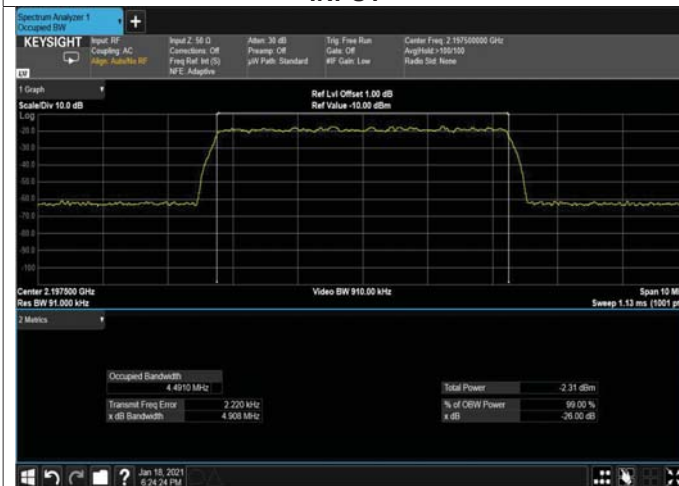 INPUT
Spectrum Analyzer 1
Occupied BW
KEYSIGHT
Input: RF
Coupling: AC
Align: Auto/No RF
Input Z: 50 Ω
Corrections: Off
Freq Ref: Int (S)
NFE: Adaptive
Atten: 30 dB
Preamp: Off
µW Path: Standard
Trig: Free Run
Gate: Off
#IF Gain: Low
Center Freq: 2.197500000 GHz
Avg|Hold:>100/100
Radio Std: None
LV
1 Graph
Scale/Div 10.0 dB
Ref Lvl Offset 1.00 dB
Ref Value -10.00 dBm
Log
-20.0
-30.0
-40.0
-50.0
-60.0
-70.0
-80.0
-90.0
-100
Center 2.197500 GHz
Res BW 91.000 kHz
Video BW 910.00 kHz
Span 10 M
Sweep 1.13 ms (1001 pt
2 Metrics
Occupied Bandwidth
4.4910 MHz
Transmit Freq Error 2.220 kHz
x dB Bandwidth 4.908 MHz
Total Power -2.31 dBm
% of OBW Power 99.00 %
x dB -26.00 dB
Jan 18, 2021
6:24:24 PM